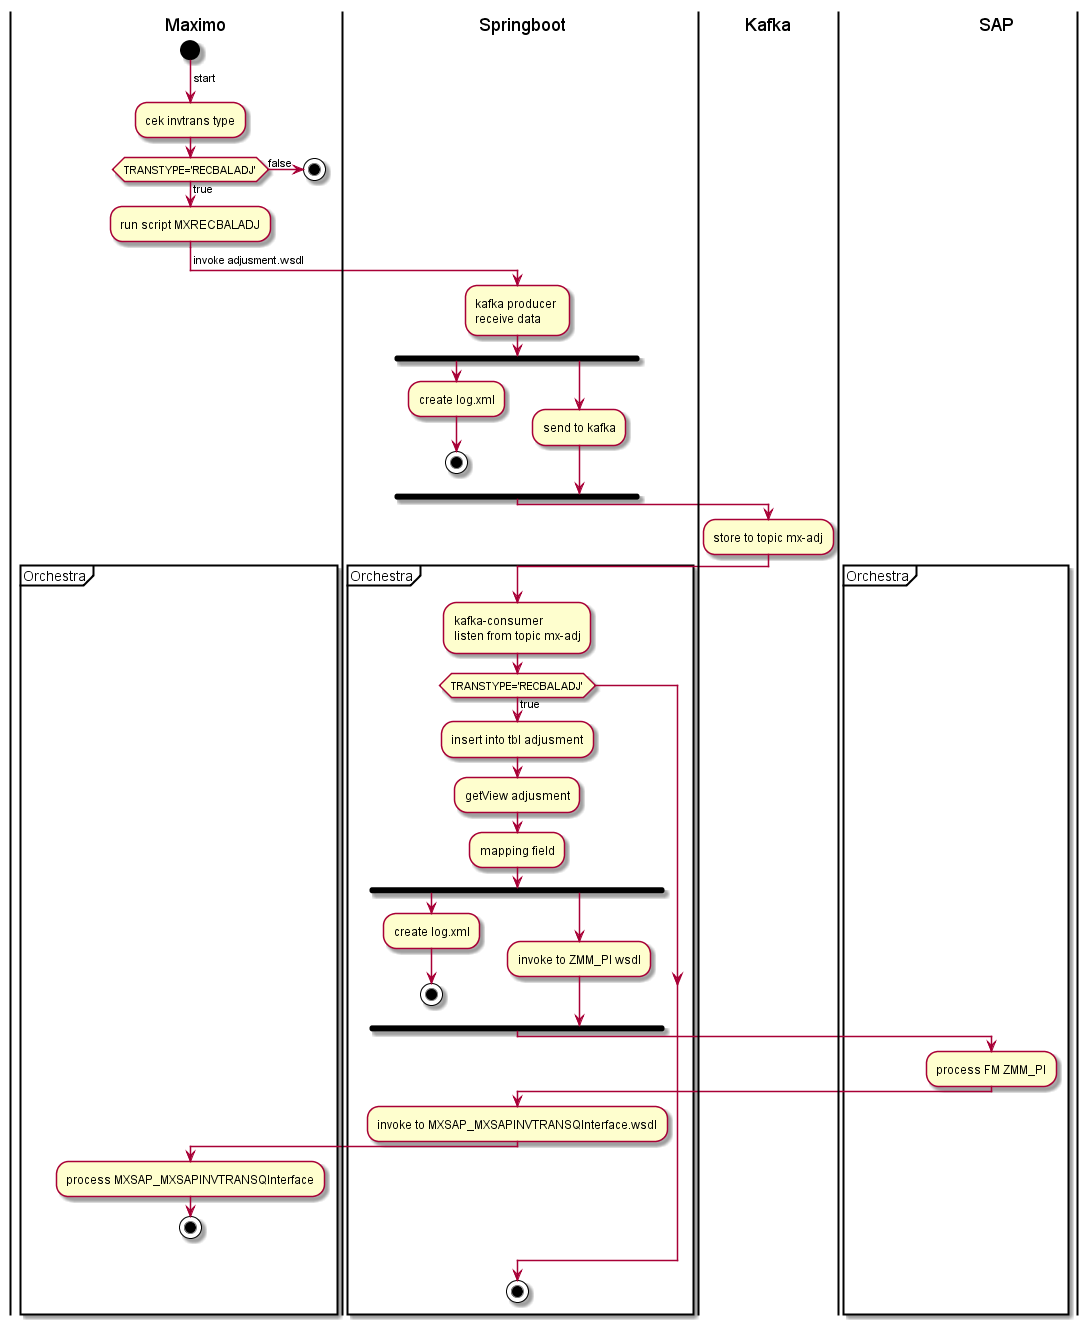 Maximo
Springboot
Kafka
SAP
start
cek invtrans type
TRANSTYPE='RECBALADJ'
false
true
run script MXRECBALADJ
invoke adjusment.wsdl
kafka producer
receive data
create log.xml
send to kafka
store to topic mx-adj
Orchestra
Orchestra
Orchestra
kafka-consumer
listen from topic mx-adj
TRANSTYPE='RECBALADJ'
true
insert into tbl adjusment
getView adjusment
mapping field
create log.xml
invoke to ZMM_PI wsdl
process FM ZMM_PI
invoke to MXSAP_MXSAPINVTRANSQInterface.wsdl
process MXSAP_MXSAPINVTRANSQInterface